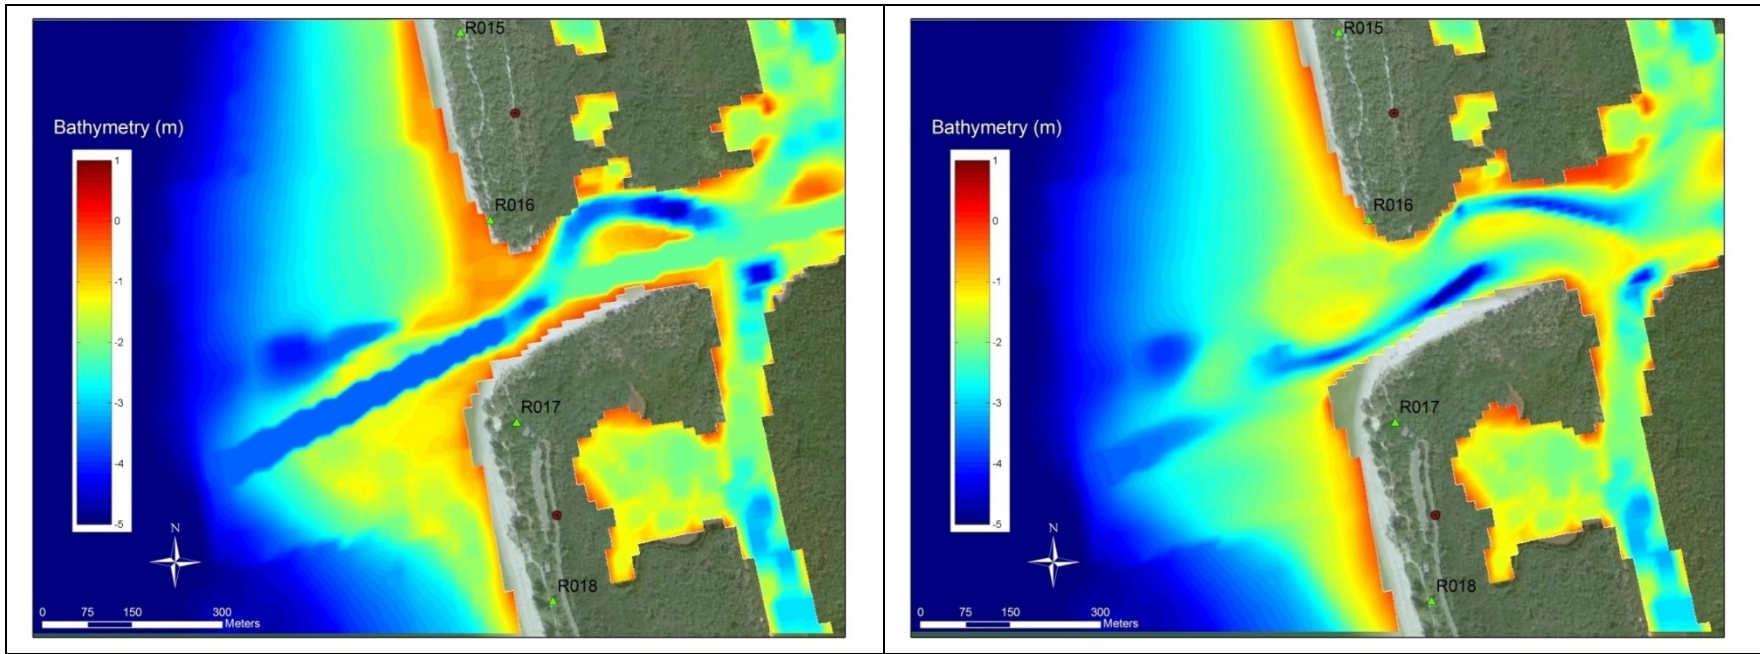 R015
Bathymetry (m)
1
0
-1
-2
-3
-4
-5
R016
R017
N
R018
0 75 150 300
Meters
R015
Bathymetry (m)
1
0
-1
-2
-3
-4
-5
R016
R017
N
R018
0 75 150 300
Meters